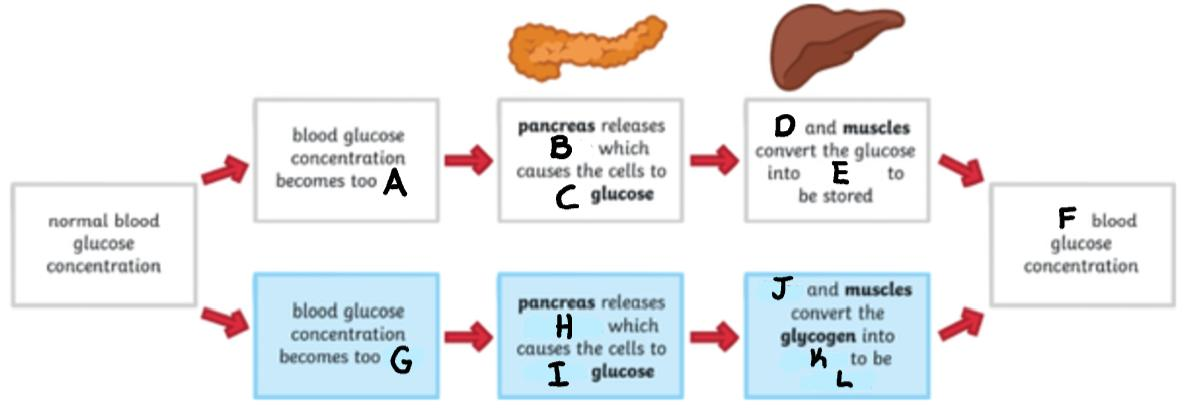 normal blood
glucose
concentration
blood glucose
concentration
becomes too A
pancreas releases
B which
causes the cells to
C glucose
D and muscles
convert the glucose
into E to
be stored
blood glucose
concentration
becomes too G
pancreas releases
H which
causes the cells to
I glucose
J and muscles
convert the
glycogen into
K to be
L
F blood
glucose
concentration